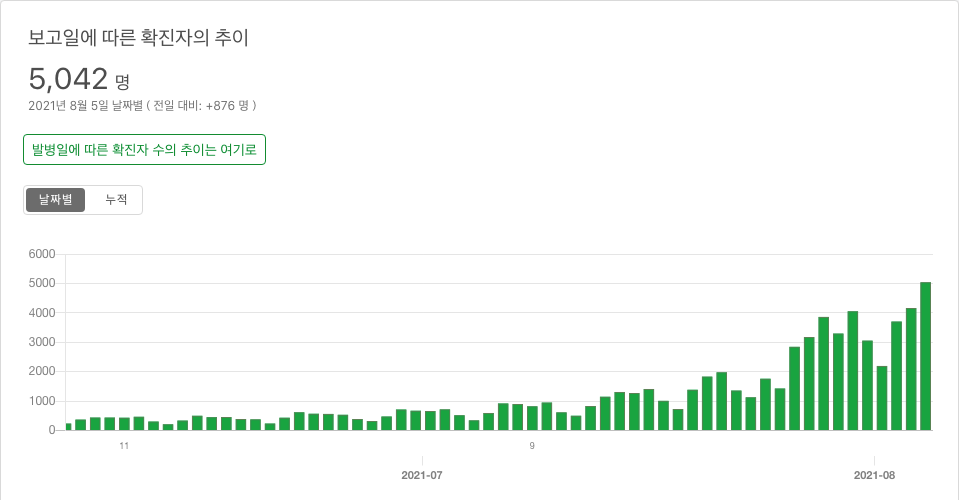 보고일에 따른 확진자의 추이
5,042 명
2021년 8월 5일 날짜별 ( 전일 대비: +876 명 )
발병일에 따른 확진자 수의 추이는 여기로
날짜별 누적
6000
5000
4000
3000
2000
1000
0
11 9
2021-07 2021-08